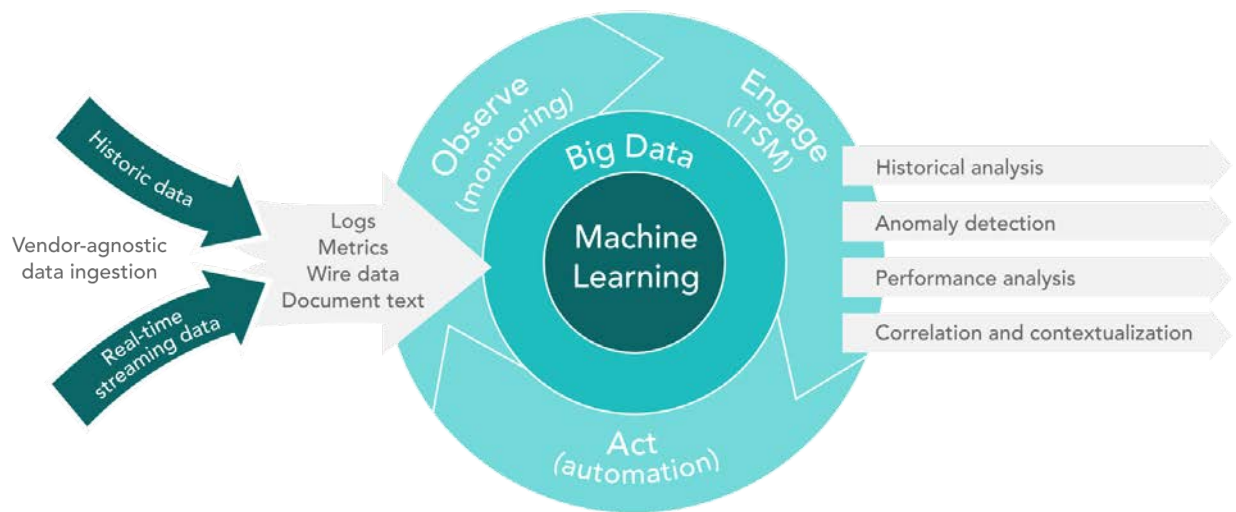 Historic data
Vendor-agnostic
data ingestion
Real-time
streaming data
Logs
Metrics
Wire data
Document text
Observe
(monitoring)
Engage
(ITSM)
Act
(automation)
Big Data
Machine
Learning
Historical analysis
Anomaly detection
Performance analysis
Correlation and contextualization